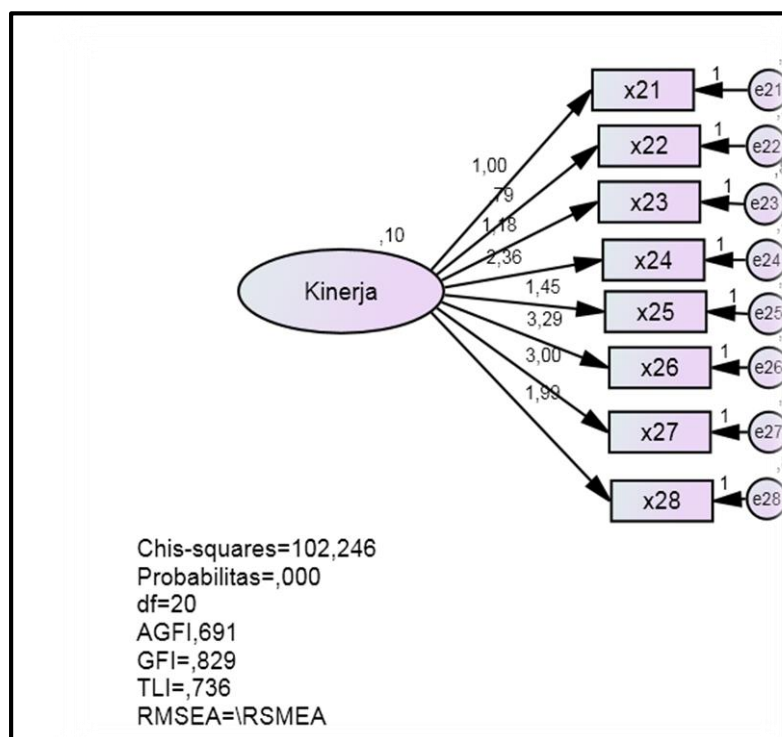 x21
1
e21
x22
1
e22
1,00
79
x23
1
e23
1,18
,10
2,36
x24
1
e24
Kinerja
1,45
x25
1
e25
3,29
3,00
x26
1
e26
1,99
x27
1
e27
x28
1
e28
Chis-squares=102,246
Probabilitas=,000
df=20
AGFI,691
GFI=,829
TLI=,736
RMSEA=\RSMEA